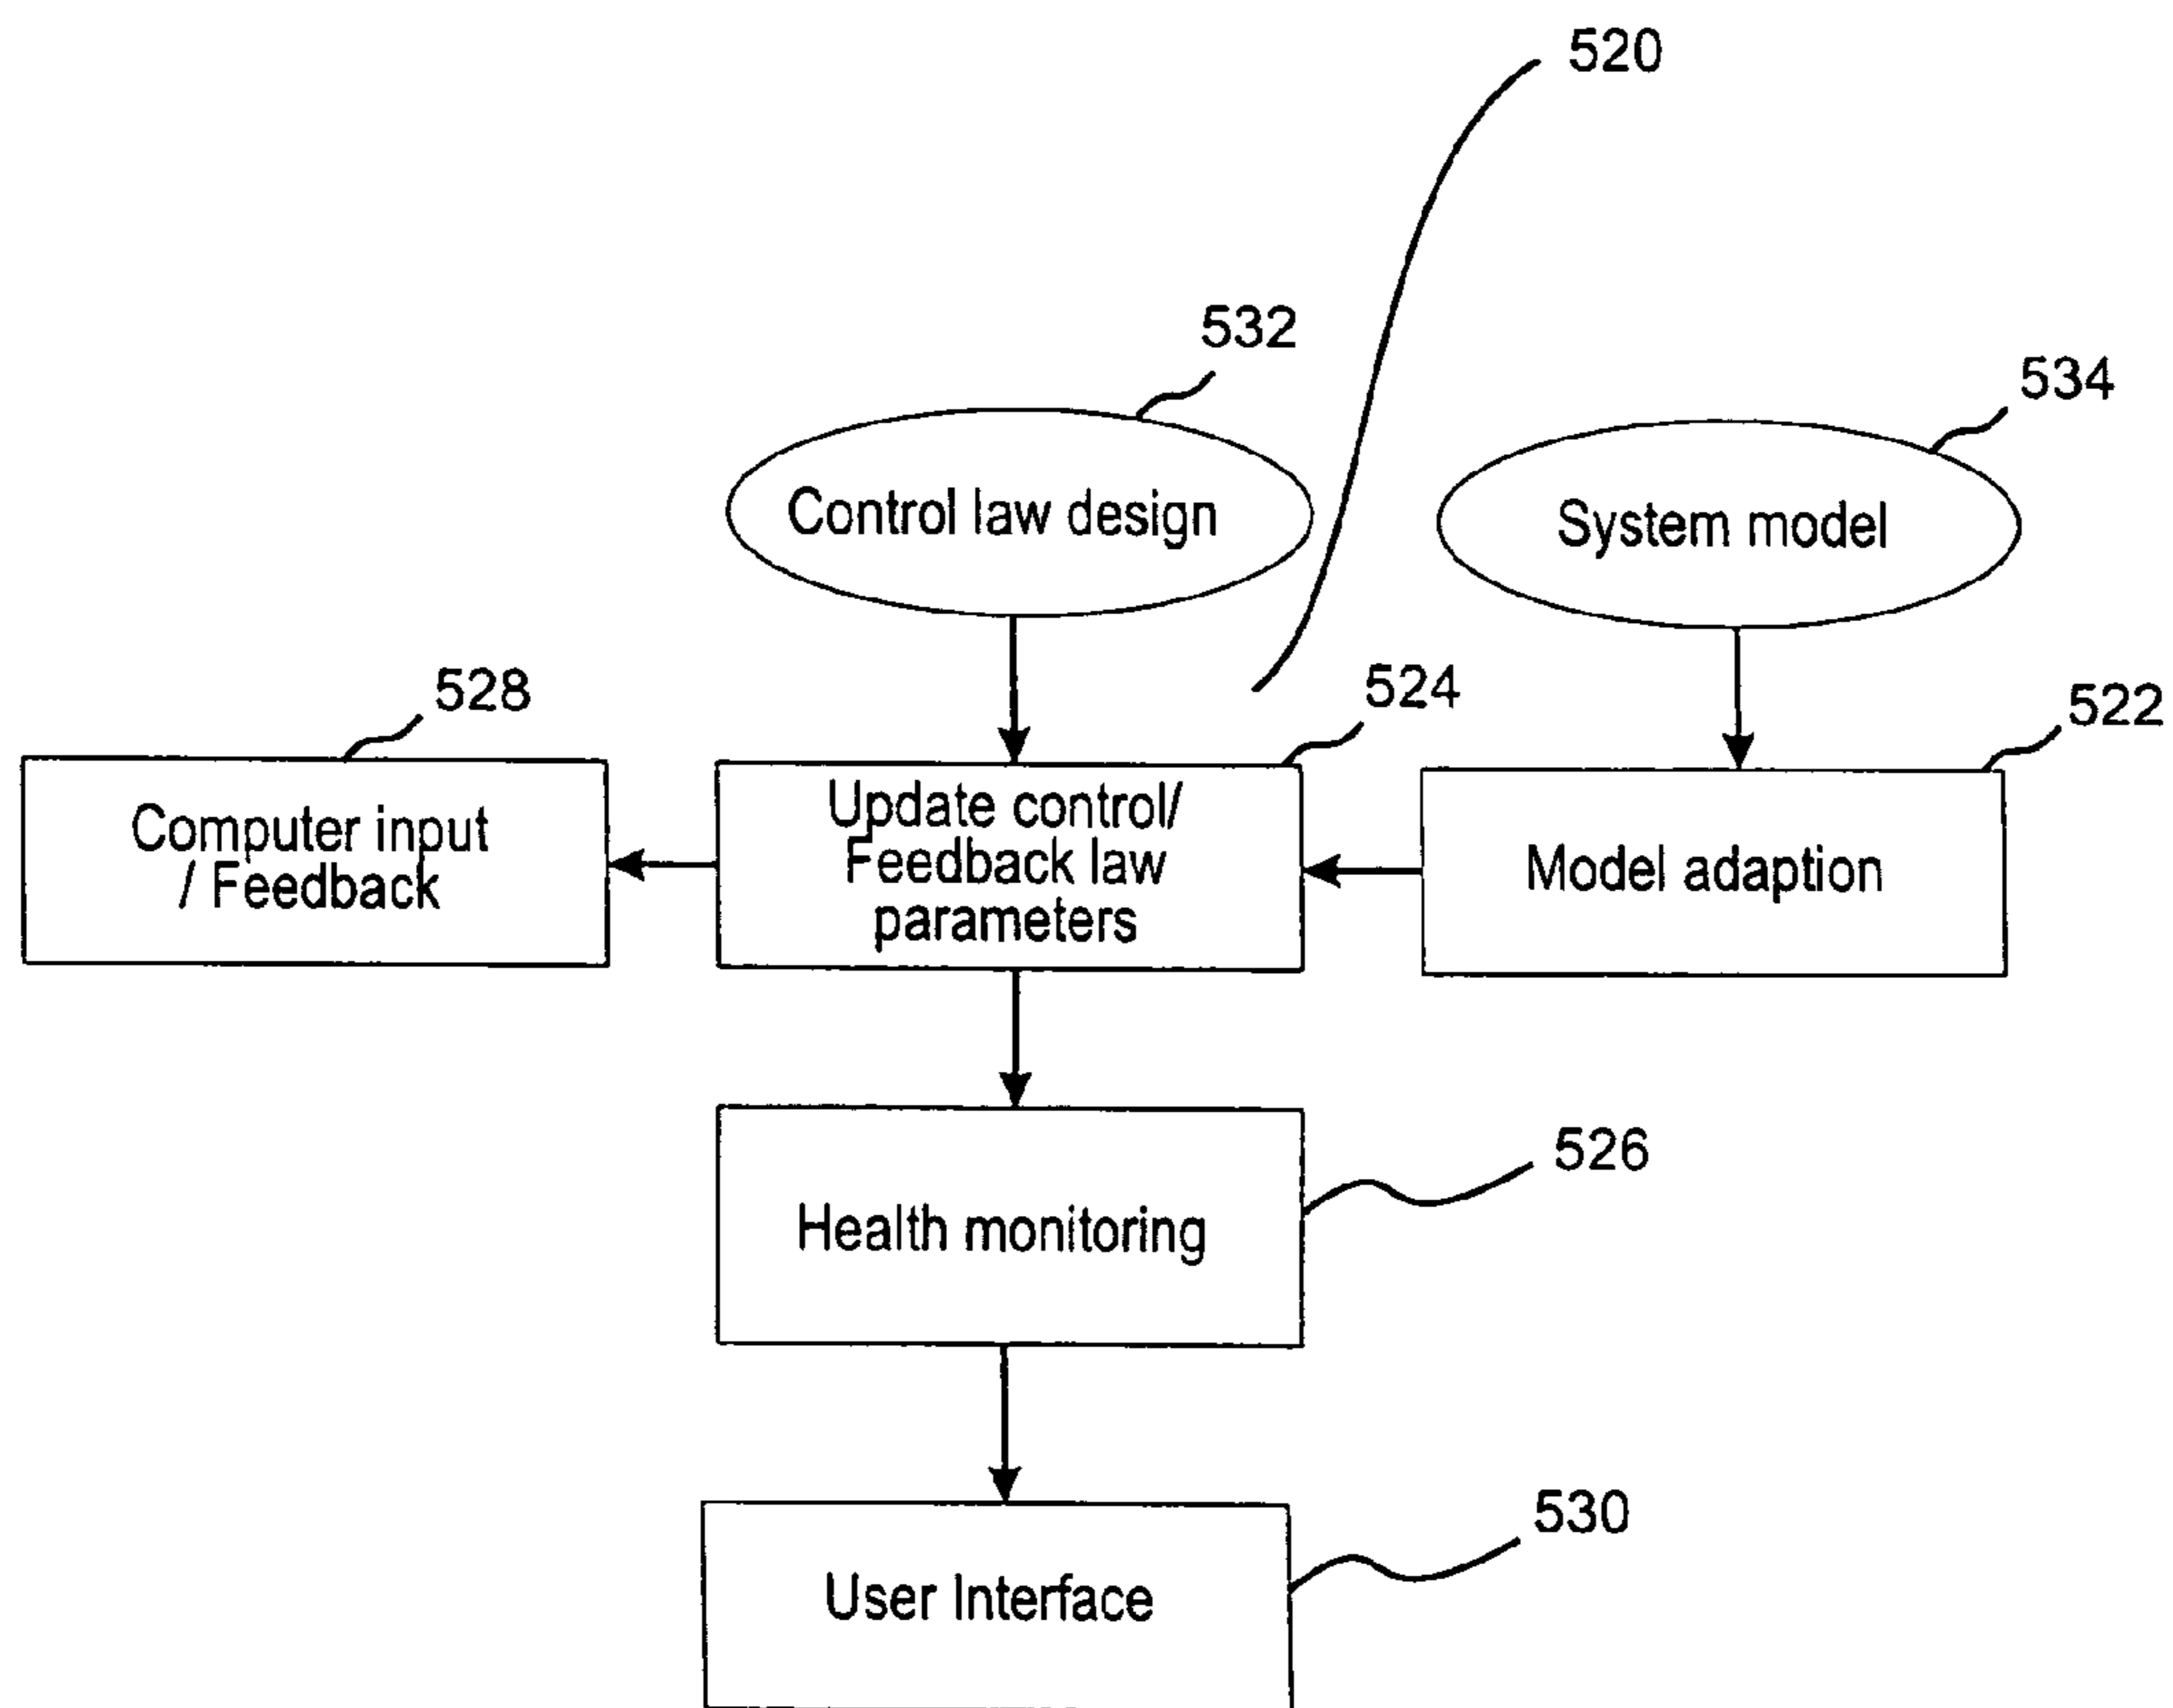 520
532
534
Control law design
System model
528
524
522
Computer input
/ Feedback
Update control/
Feedback law
parameters
Model adaption
526
Health monitoring
530
User Interface